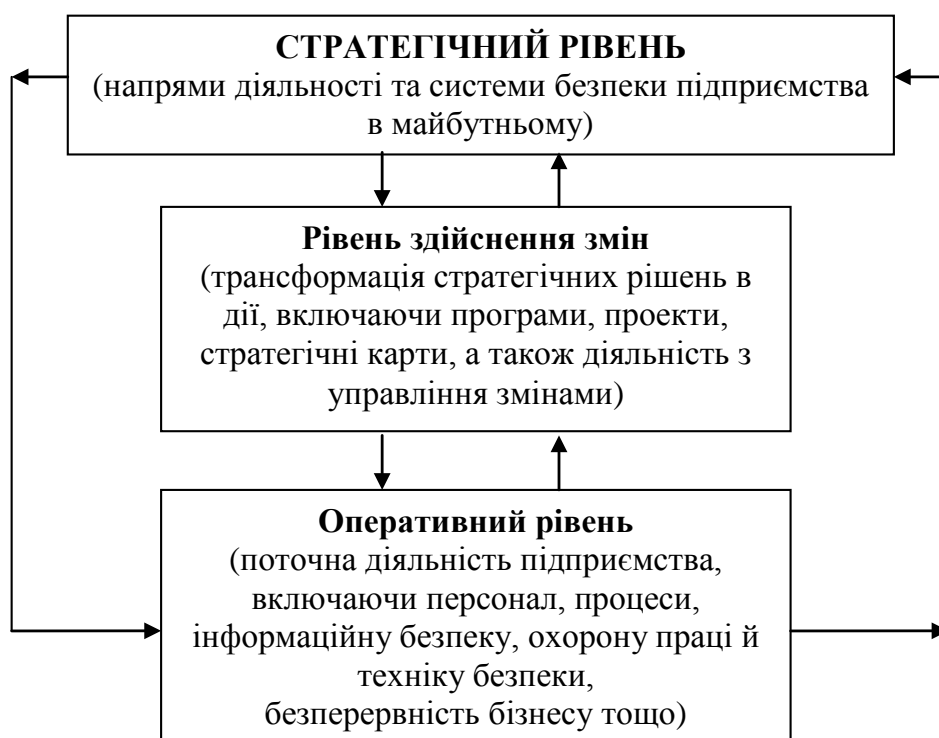 СТРАТЕГІЧНИЙ РІВЕНЬ
(напрями діяльності та системи безпеки підприємства
в майбутньому)
Рівень здійснення змін
(трансформація стратегічних рішень в
дії, включаючи програми, проекти,
стратегічні карти, а також діяльність з
управління змінами)
Оперативний рівень
(поточна діяльність підприємства,
включаючи персонал, процеси,
інформаційну безпеку, охорону праці й
техніку безпеки,
безперервність бізнесу тощо)